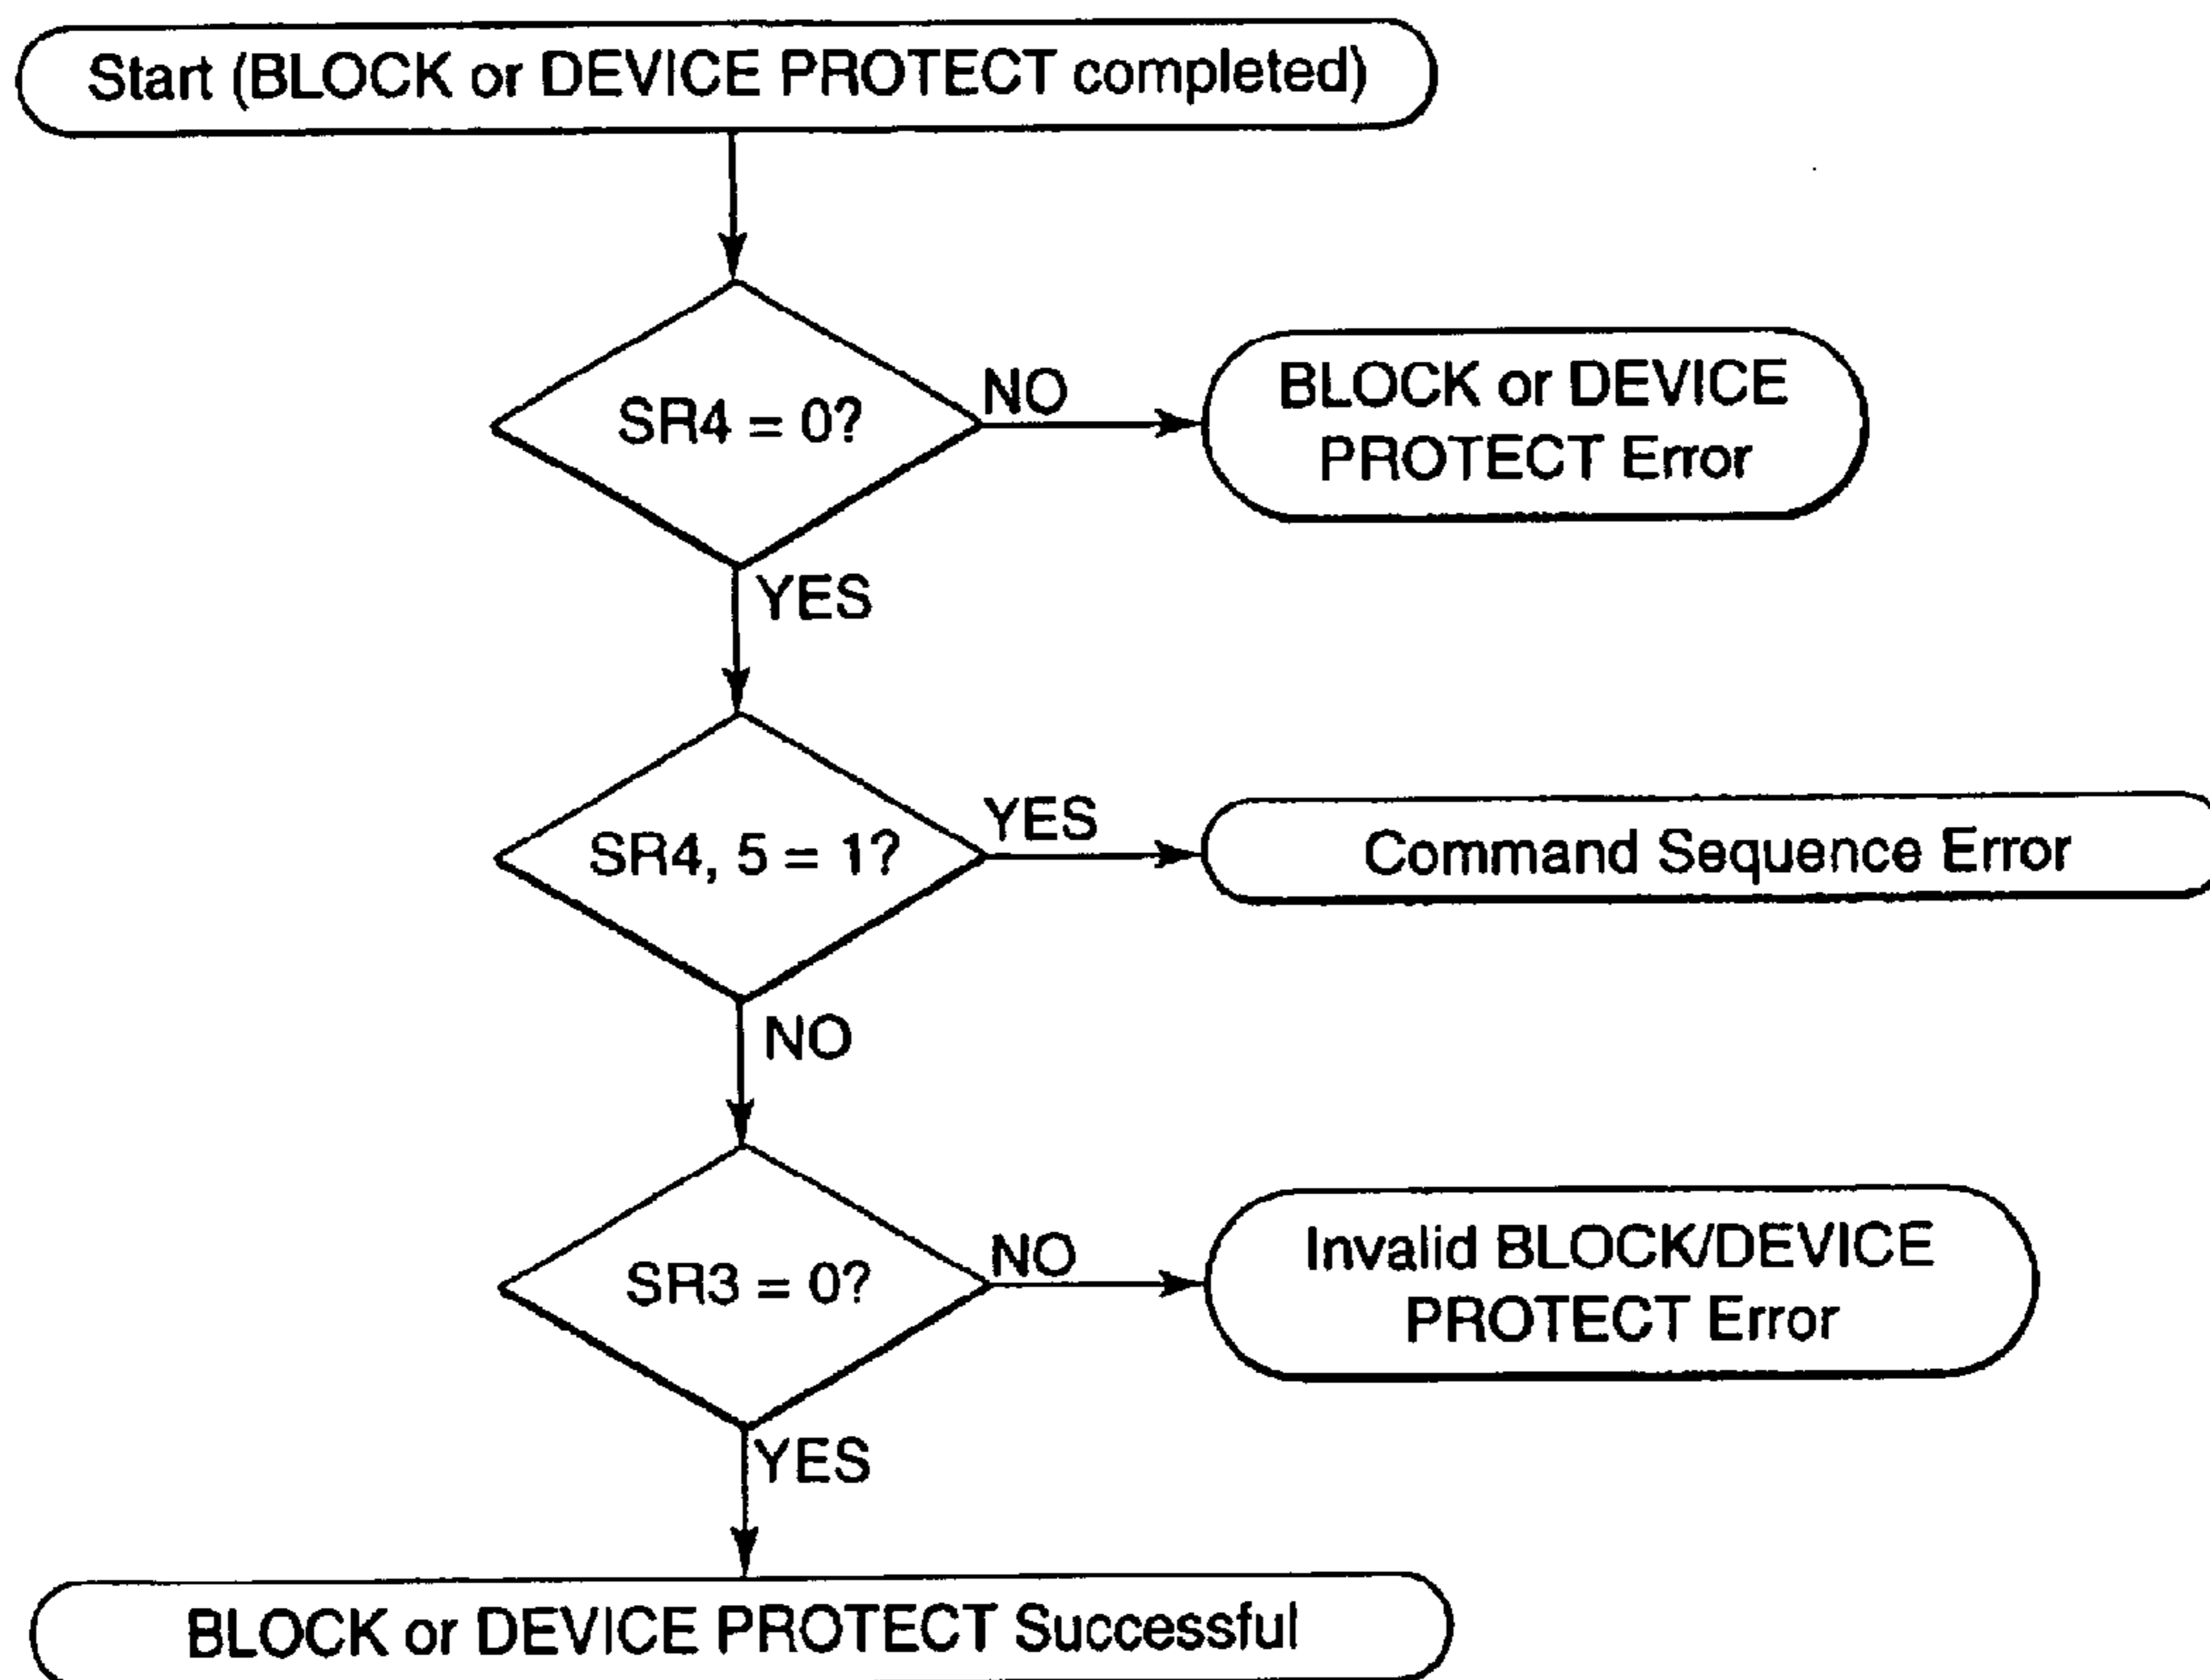 Start (BLOCK or DEVICE PROTECT completed)
SR4 = 0?
NO
BLOCK or DEVICE
PROTECT Error
YES
SR4, 5 = 1?
YES
Command Sequence Error
NO
SR3 = 0?
NO
Invalid BLOCK/DEVICE
PROTECT Error
YES
BLOCK or DEVICE PROTECT Successful